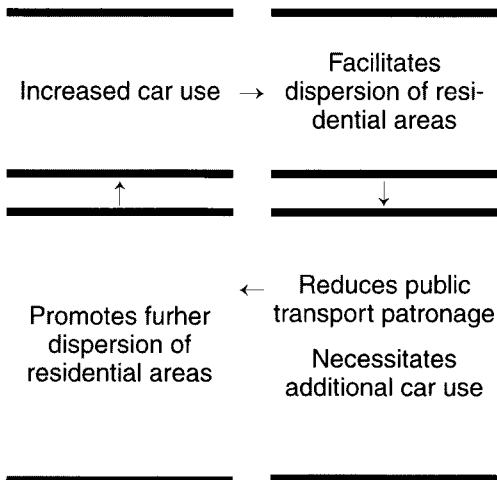 Increased car use →
Facilitates
dispersion of resi-
dential areas
↑
↓
←
Reduces public
transport patronage
Necessitates
additional car use
Promotes furher
dispersion of
residential areas